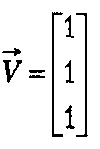 V⃗ = [1
1
1]